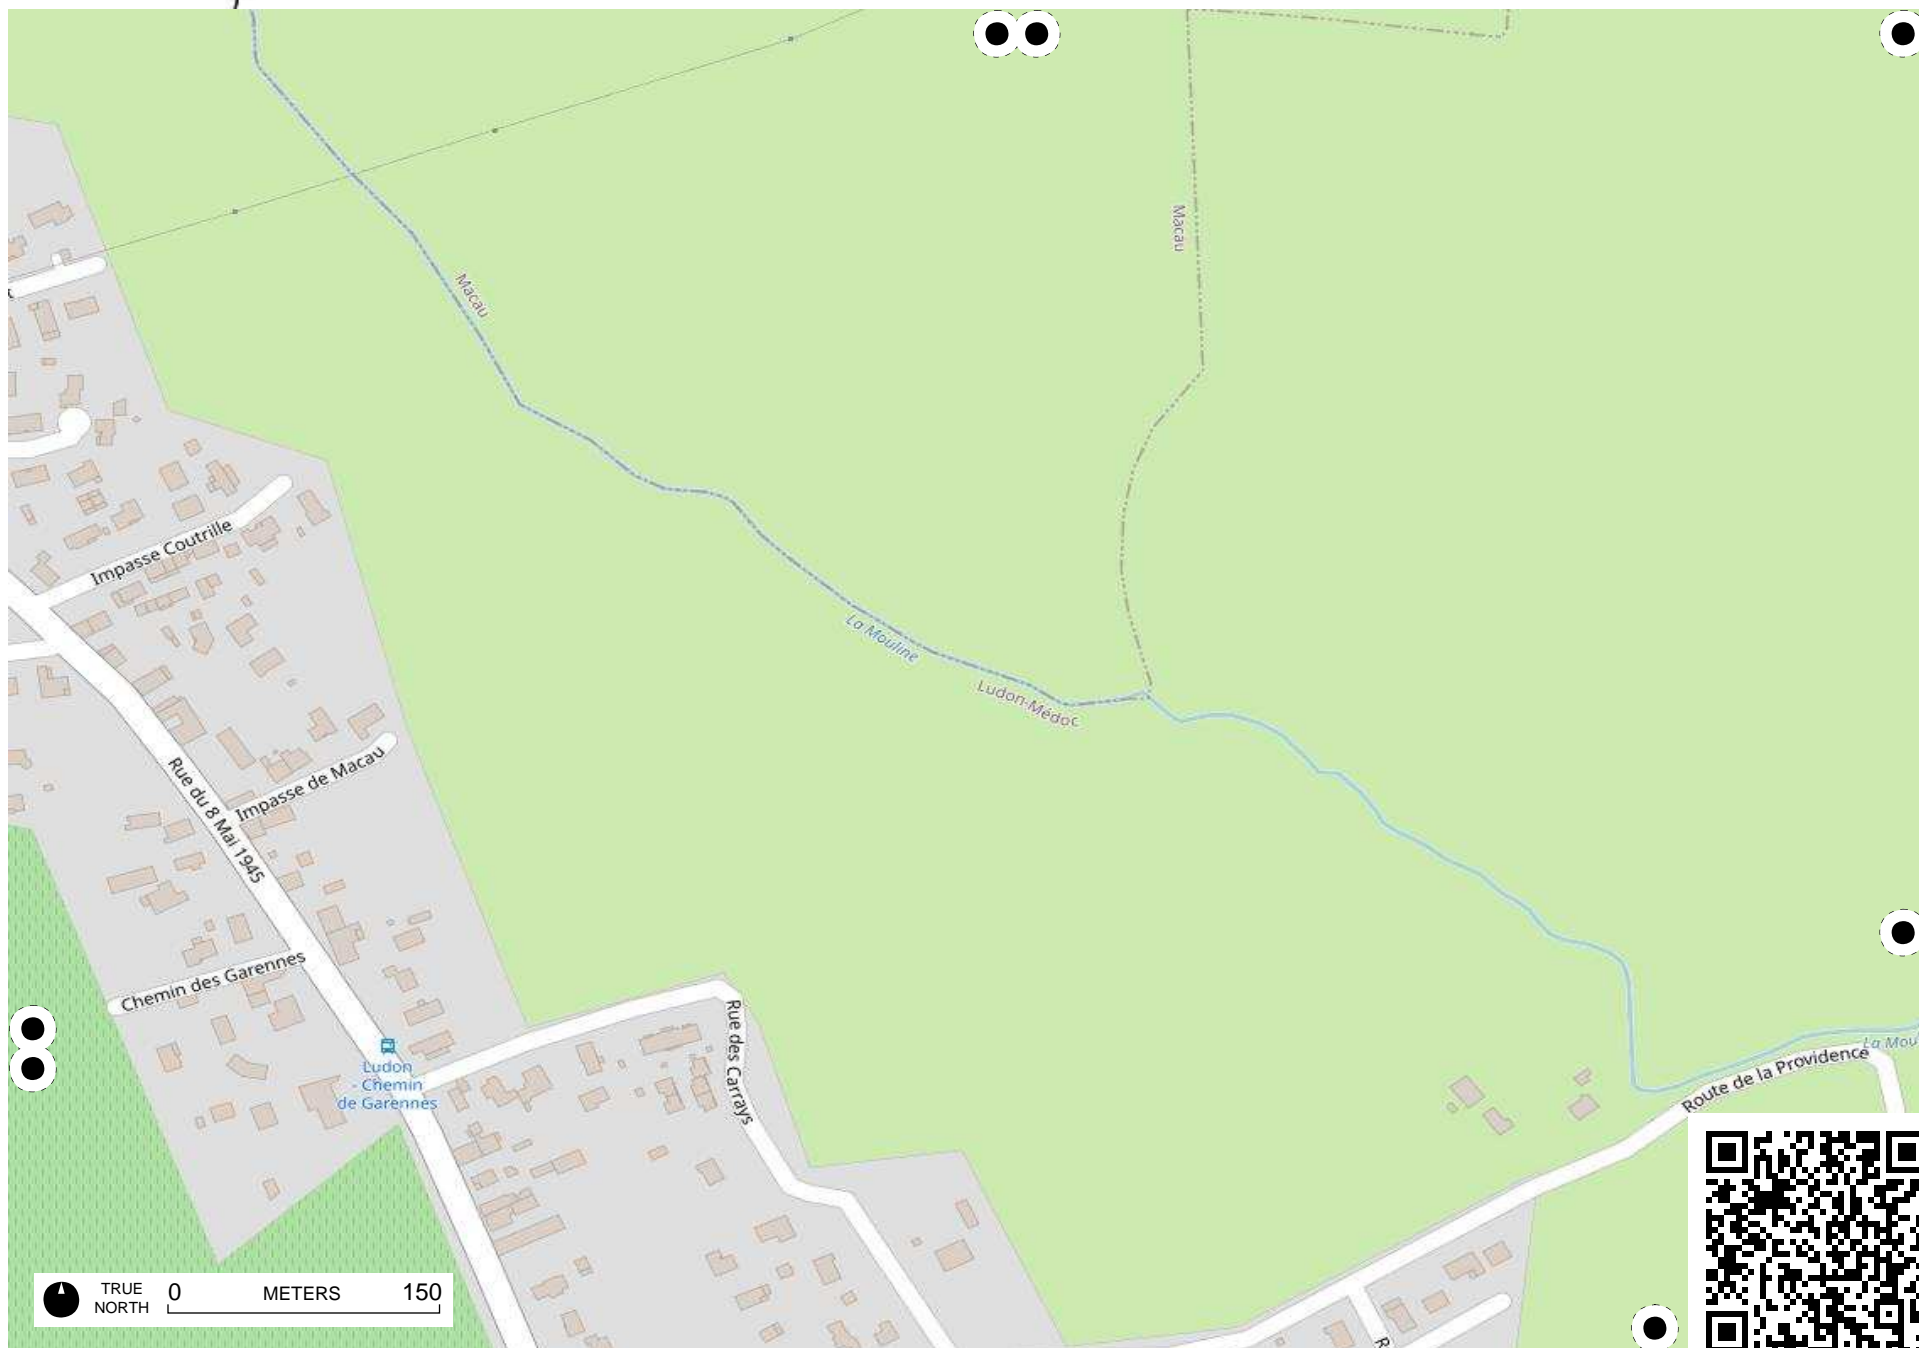 Macau
Macau
Impasse Coutrille
La Mouline
Ludon-Médoc
Impasse de Macau
Rue du 8 Mai 1945
Chemin des Garennes
Rue des Carrays
Ludon
- Chemin
de Garennes
La Mou
Route de la Providence
TRUE
NORTH
0 METERS 150
R